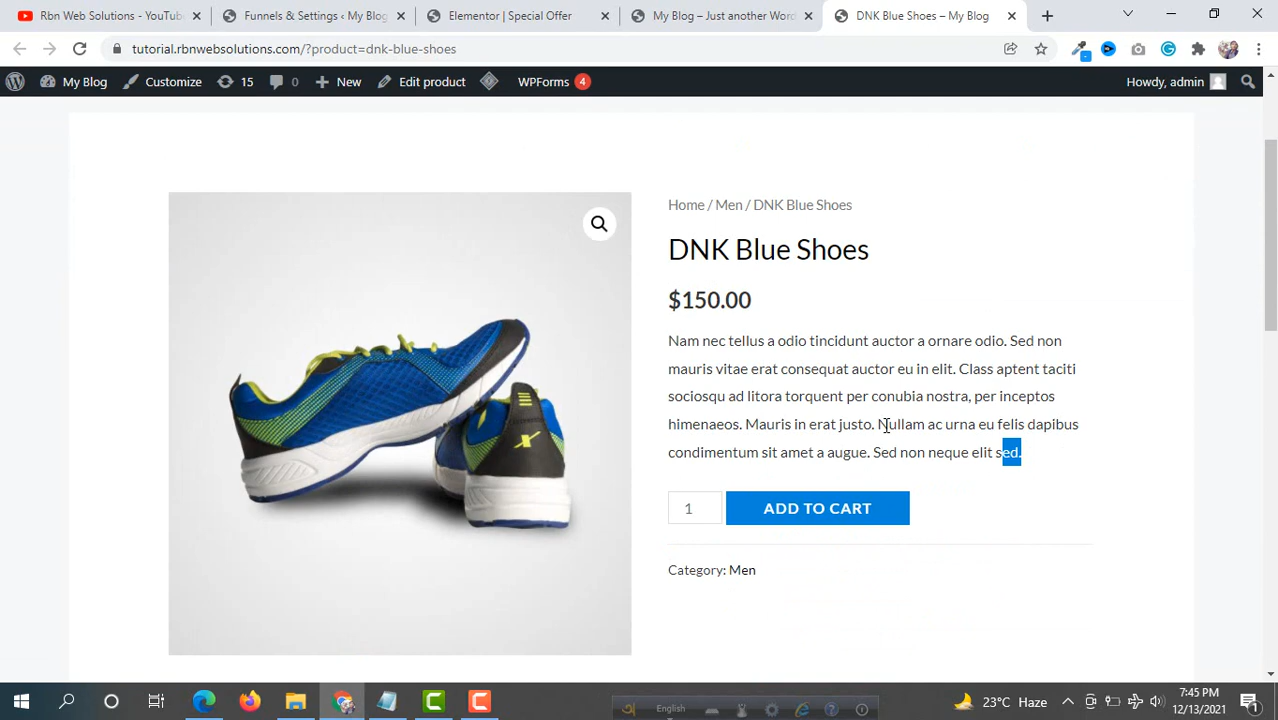 Rbn Web Solutions - YouTub
Funnels & Settings ‹ My Blog
Elementor | Special Offer
My Blog – Just another Word
DNK Blue Shoes – My Blog
tutorial.rbnwebsolutions.com/?product=dnk-blue-shoes
My Blog
Customize
15
0
New
Edit product
WPForms 4
Howdy, admin
Home / Men / DNK Blue Shoes
DNK Blue Shoes
$150.00
Nam nec tellus a odio tincidunt auctor a ornare odio. Sed non
mauris vitae erat consequat auctor eu in elit. Class aptent taciti
sociosqu ad litora torquent per conubia nostra, per inceptos
himenaeos. Mauris in erat justo. Nullam ac urna eu felis dapibus
condimentum sit amet a augue. Sed non neque elit sed.
1
ADD TO CART
Category: Men
English
23°C Haze
7:45 PM
12/13/2021
1